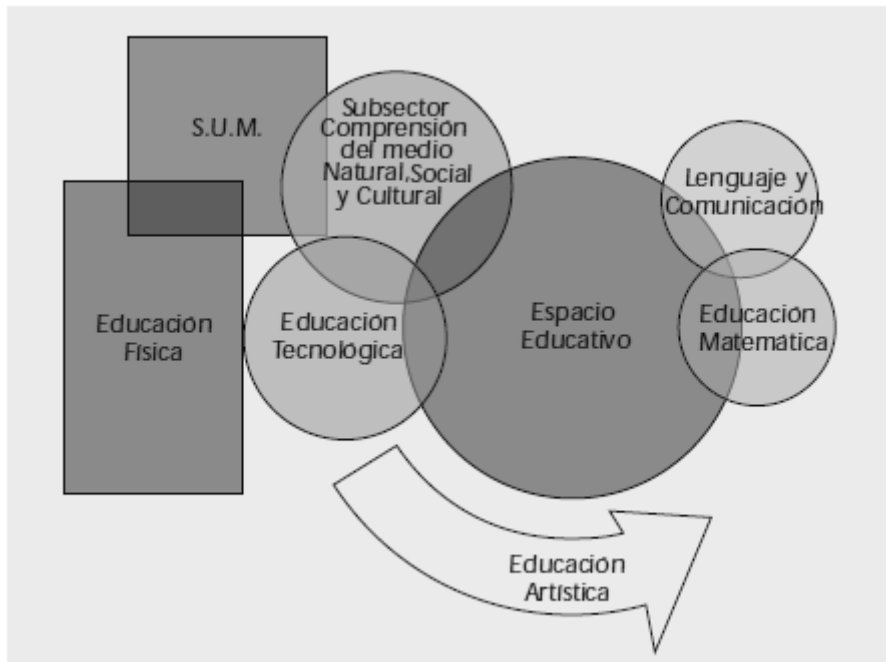 S.U.M.
Subsector
Comprensión
del medio
Natural,Social
y Cultural
Lenguaje y
Comunicación
Educación
Física
Educación
Tecnológica
Espacio
Educativo
Educación
Matemática
Educación
Artística